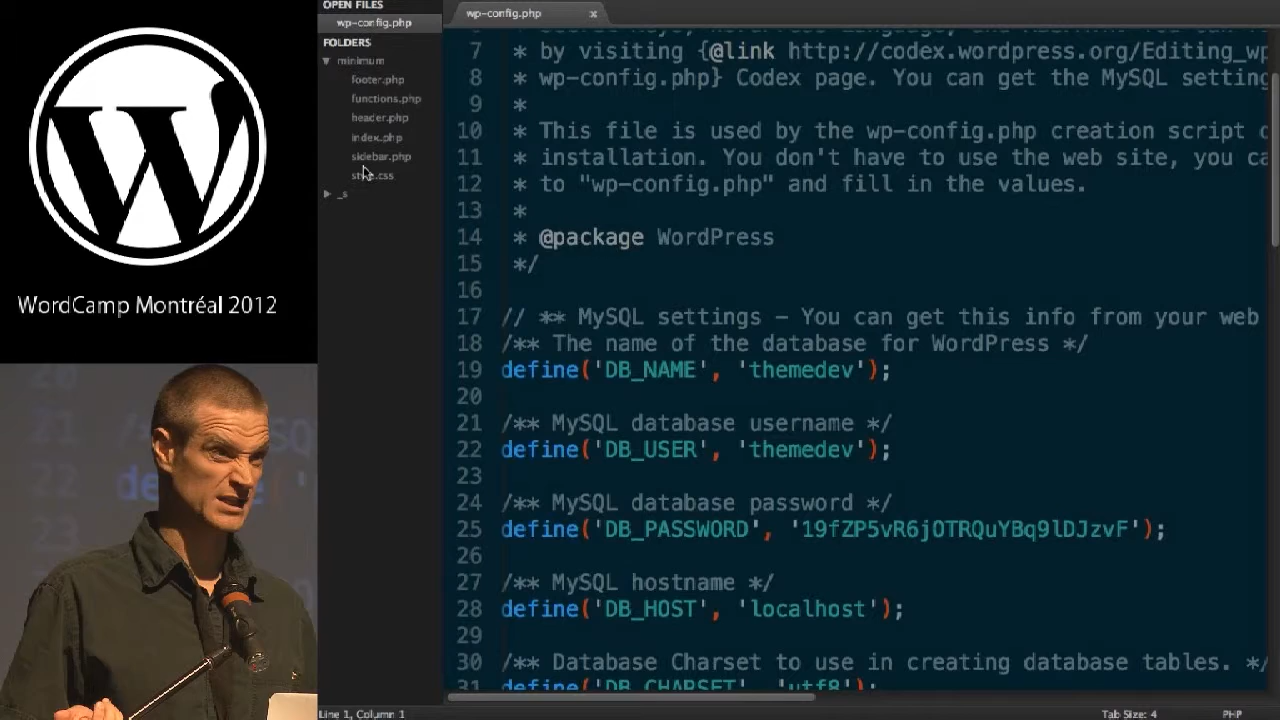 WordCamp Montréal 2012
OPEN FILES
wp-config.php
FOLDERS
minimum
footer.php
functions.php
header.php
index.php
sidebar.php
_s
wp-config.php x
7 * by visiting {@link http://codex.wordpress.org/Editing_wp
8 * wp-config.php} Codex page. You can get the MySQL setting
9 *
10 * This file is used by the wp-config.php creation script
11 * installation. You don't have to use the web site, you ca
12 * to "wp-config.php" and fill in the values.
13 *
14 * @package WordPress
15 */
16
17 // ** MySQL settings - You can get this info from your web
18 /** The name of the database for WordPress */
19 define('DB_NAME', 'themedev');
20
21 /** MySQL database username */
22 define('DB_USER', 'themedev');
23
24 /** MySQL database password */
25 define('DB_PASSWORD', '19fZP5vR6jOTRQuYBq9lDJzvF');
26
27 /** MySQL hostname */
28 define('DB_HOST', 'localhost');
29
30 /** Database Charset to use in creating database tables. */
31 define('DB_CHARSET', 'utf8');
Line 1, Column 1
Tab Size: 4
PHP
21
22
23